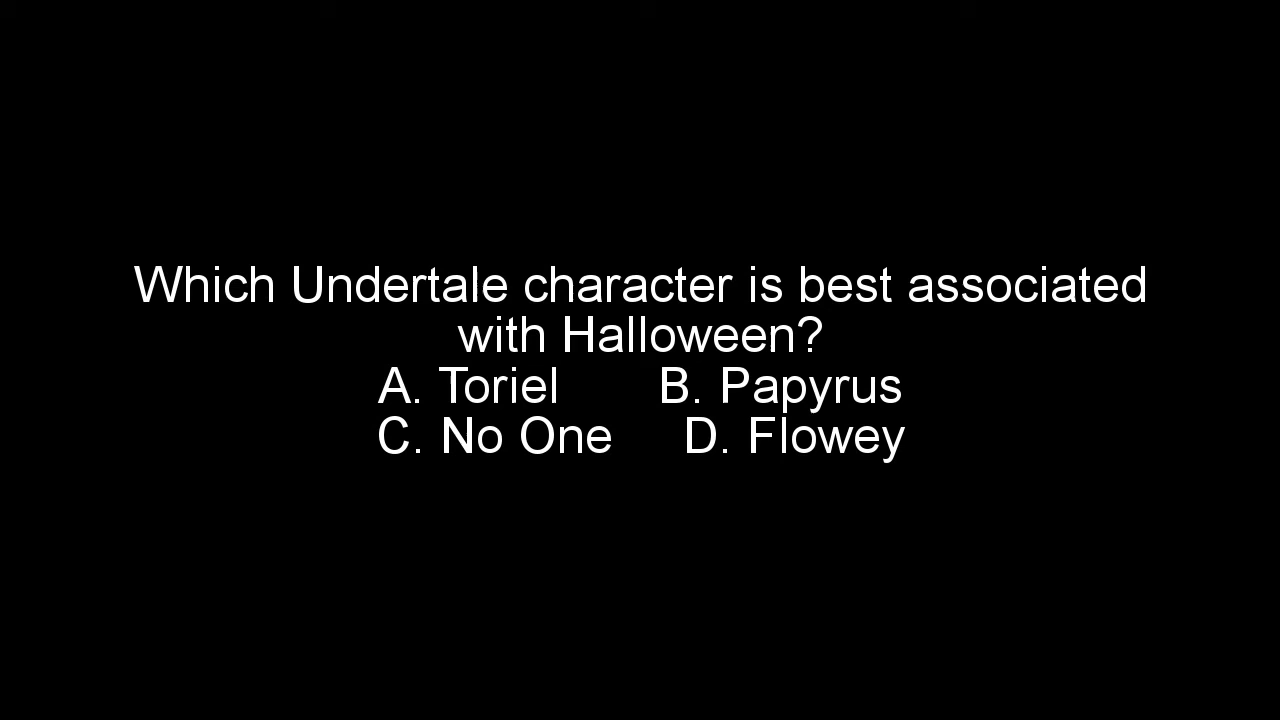 Which Undertale character is best associated
with Halloween?
A. Toriel B. Papyrus
C. No One D. Flowey